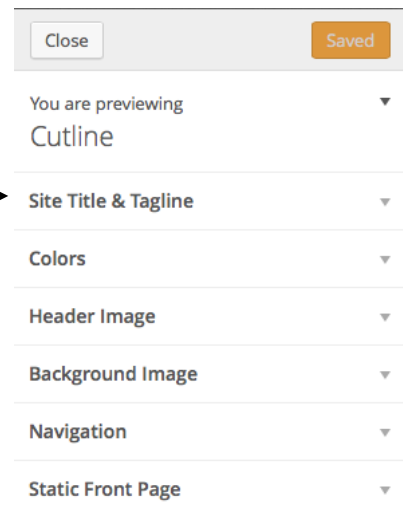 Close
Saved
You are previewing
Cutline
Site Title & Tagline
Colors
Header Image
Background Image
Navigation
Static Front Page